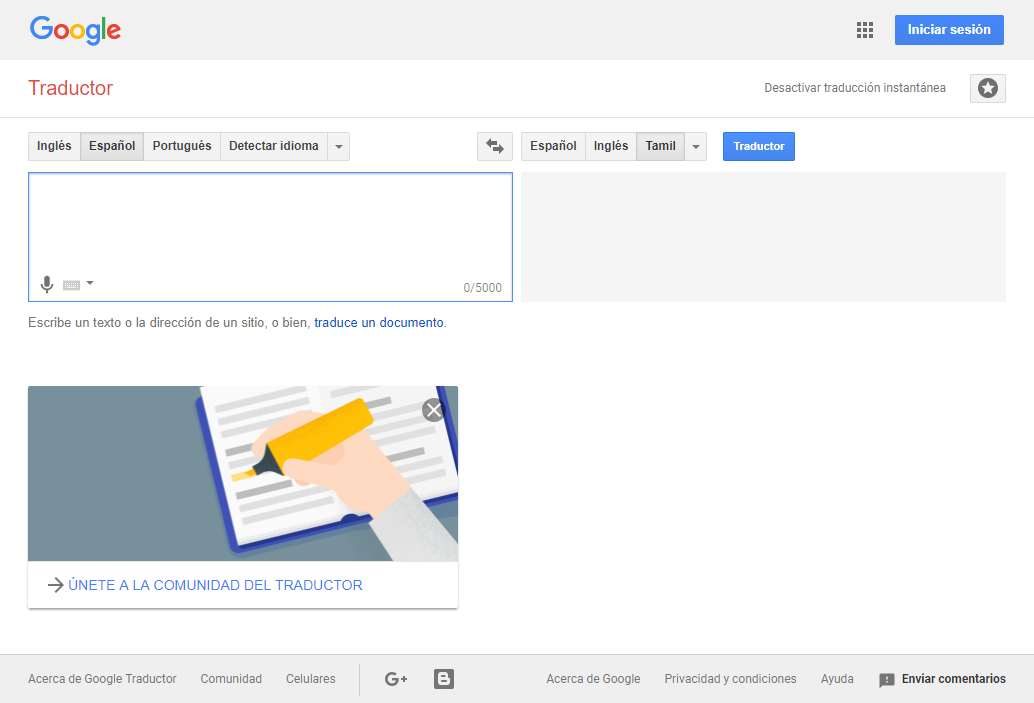 Google
Iniciar sesión
Traductor
Desactivar traducción instantánea
Inglés Español Portugués Detectar idioma
Español Inglés Tamil
Traductor
0/5000
Escribe un texto o la dirección de un sitio, o bien, traduce un documento.
ÚNETE A LA COMUNIDAD DEL TRADUCTOR
Acerca de Google Traductor Comunidad Celulares G+ B Acerca de Google Privacidad y condiciones Ayuda Enviar comentarios